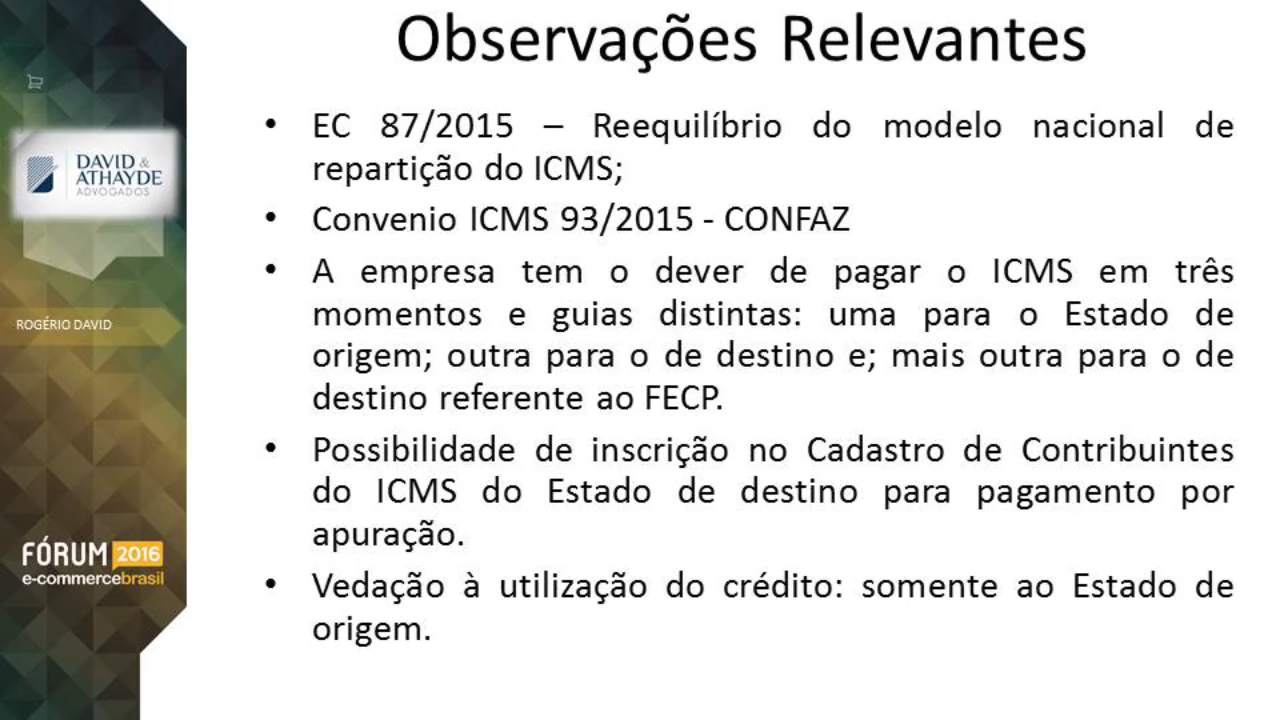 Observações Relevantes
• EC 87/2015 – Reequilíbrio do modelo nacional de
repartição do ICMS;
• Convenio ICMS 93/2015 - CONFAZ
• A empresa tem o dever de pagar o ICMS em três
momentos e guias distintas: uma para o Estado de
origem; outra para o de destino e; mais outra para o de
destino referente ao FECP.
• Possibilidade de inscrição no Cadastro de Contribuintes
do ICMS do Estado de destino para pagamento por
apuração.
• Vedação à utilização do crédito: somente ao Estado de
origem.
DAVID &
ATHAYDE
ADVOGADOS
ROGÉRIO DAVID
FÓRUM 2016
e-commercebrasil